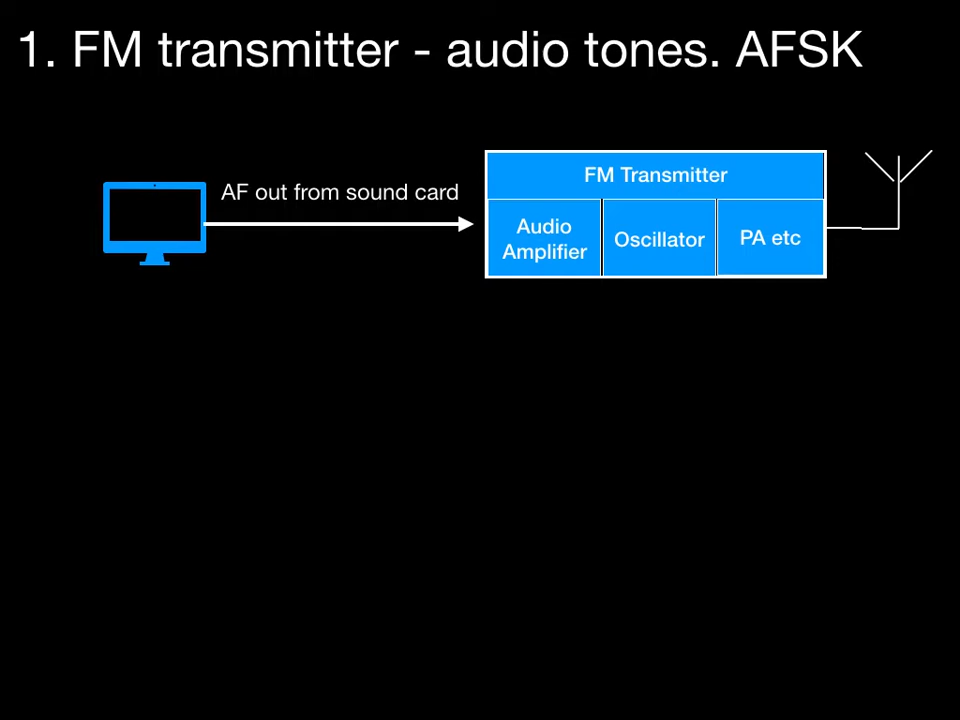 1. FM transmitter - audio tones. AFSK
AF out from sound card
FM Transmitter
Audio
Amplifier
Oscillator
PA etc